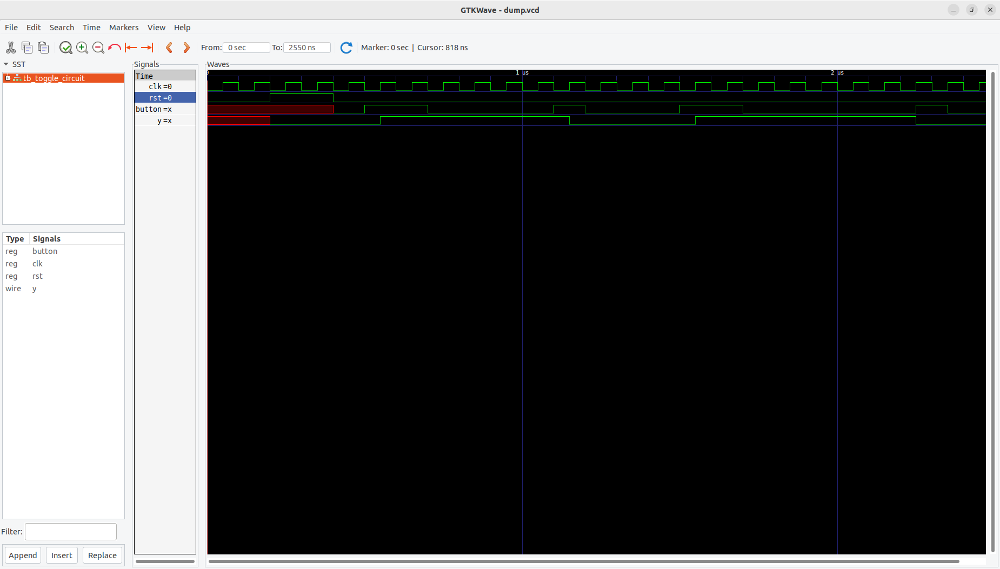 GTKWave - dump.vcd
File Edit Search Time Markers View Help
From: 0 sec To: 2550 ns Marker: 0 sec | Cursor: 818 ns
SST
tb_toggle_circuit
Type Signals
reg button
reg clk
reg rst
wire y
Filter:
Append Insert Replace
Signals
Time
clk=0
rst=0
button=x
y=x
Waves
0 1 us 2 us